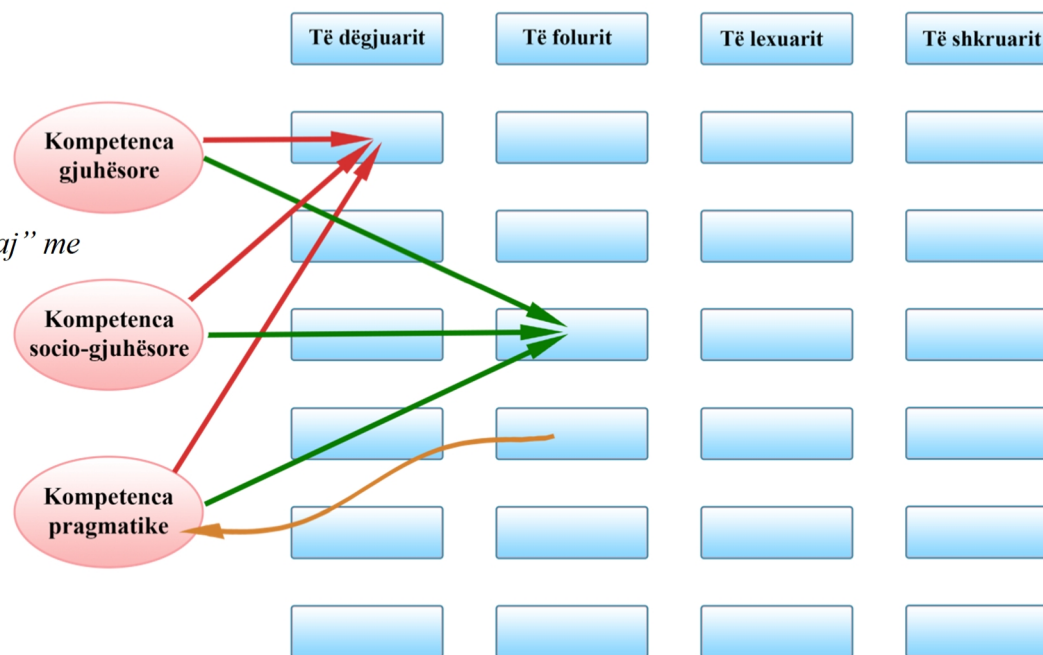 Të dëgjuarit
Të folurit
Të lexuarit
Të shkruarit
Kompetenca
gjuhësore
aj” me
Kompetenca
socio-gjuhësore
Kompetenca
pragmatike